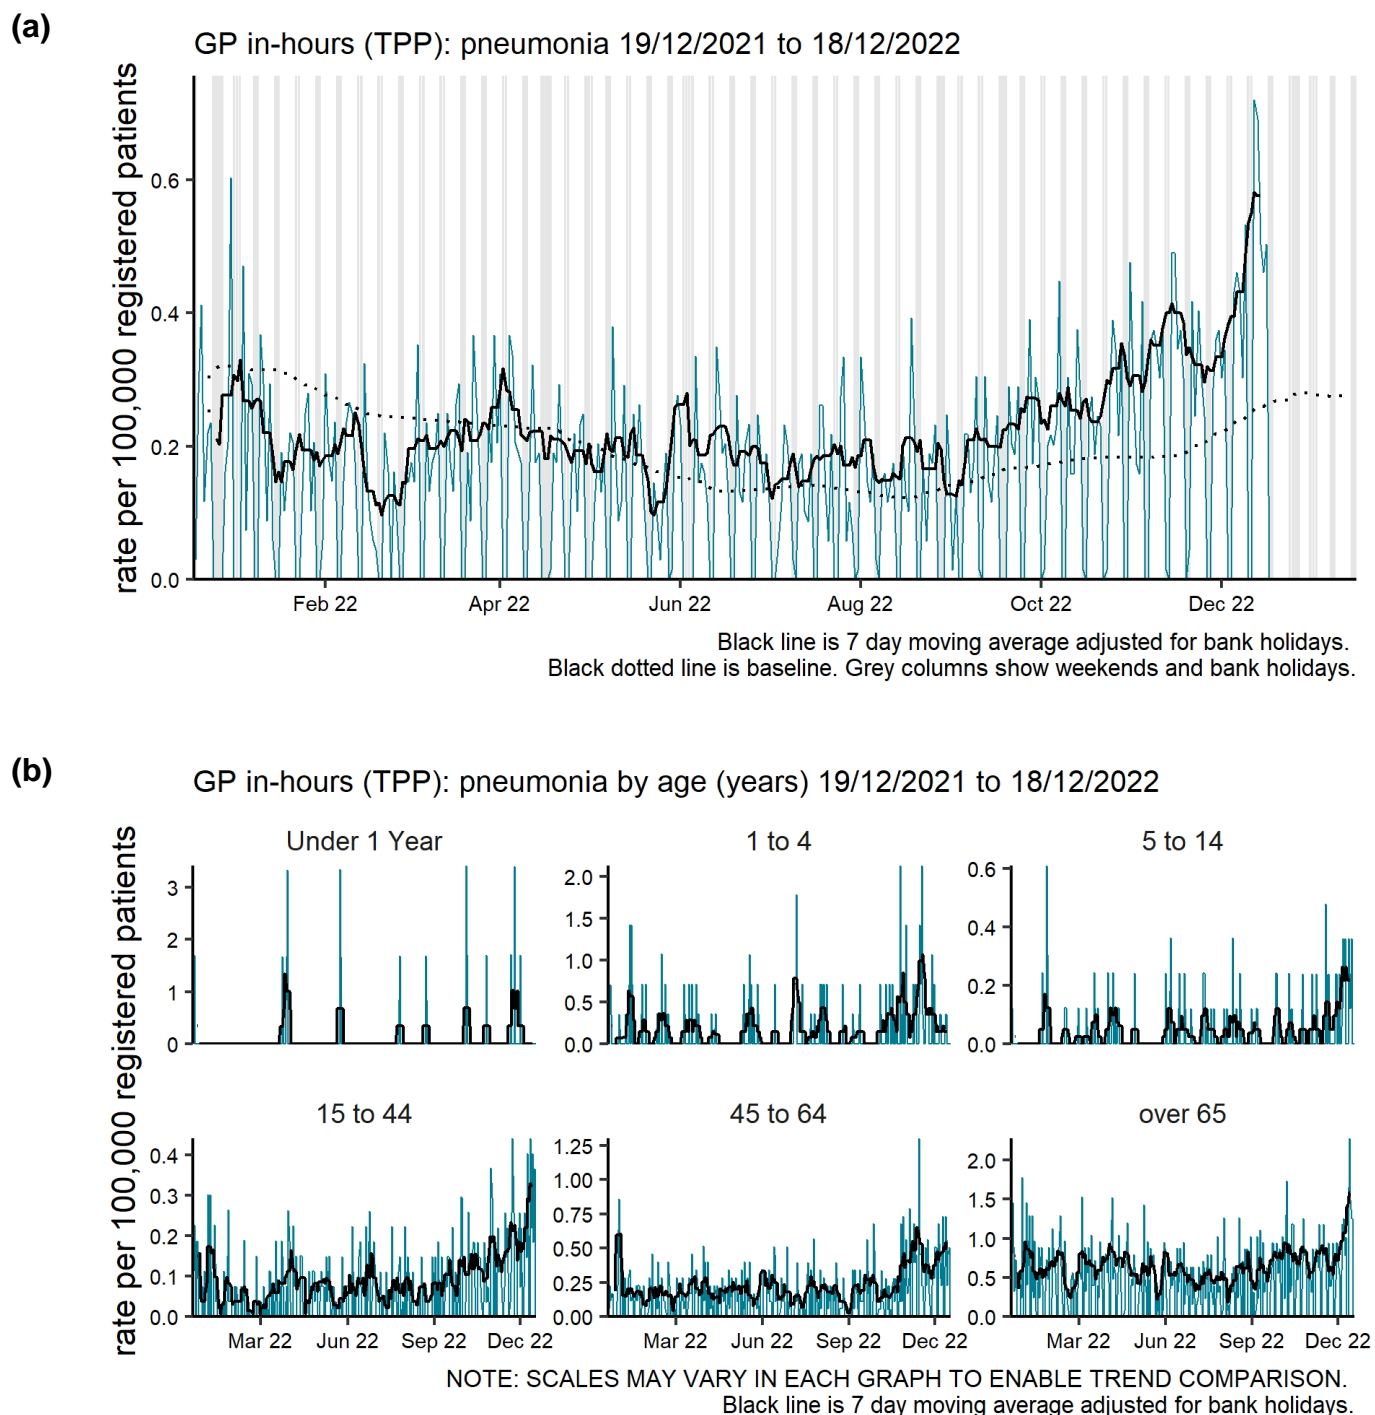 (a)
GP in-hours (TPP): pneumonia 19/12/2021 to 18/12/2022
rate per 100,000 registered patients
0.6
0.4
0.2
0.0
Feb 22 Apr 22 Jun 22 Aug 22 Oct 22 Dec 22
Black line is 7 day moving average adjusted for bank holidays.
Black dotted line is baseline. Grey columns show weekends and bank holidays.
(b)
GP in-hours (TPP): pneumonia by age (years) 19/12/2021 to 18/12/2022
rate per 100,000 registered patients
Under 1 Year
3
2
1
0
1 to 4
2.0
1.5
1.0
0.5
0.0
5 to 14
0.6
0.4
0.2
0.0
15 to 44
0.4
0.3
0.2
0.1
0.0
Mar 22 Jun 22 Sep 22 Dec 22
45 to 64
1.25
1.00
0.75
0.50
0.25
0.00
Mar 22 Jun 22 Sep 22 Dec 22
over 65
2.0
1.5
1.0
0.5
0.0
Mar 22 Jun 22 Sep 22 Dec 22
NOTE: SCALES MAY VARY IN EACH GRAPH TO ENABLE TREND COMPARISON.
Black line is 7 day moving average adjusted for bank holidays.